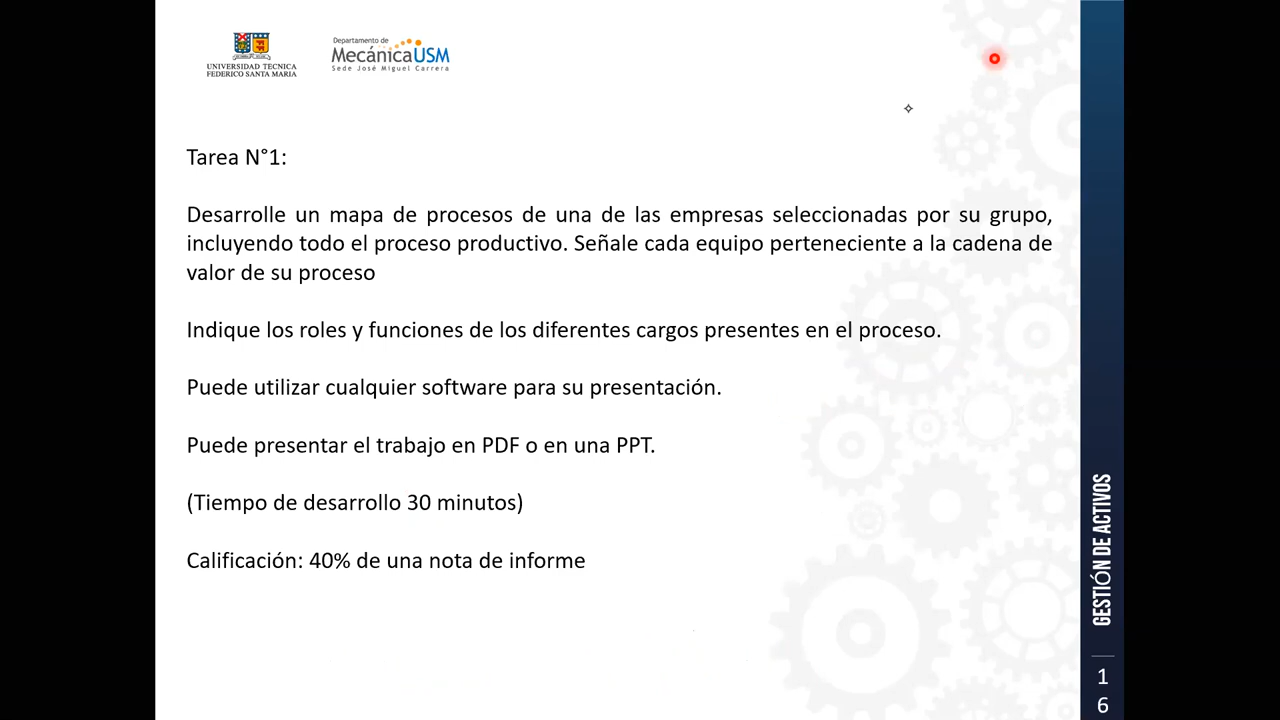 UNIVERSIDAD TECNICA
FEDERICO SANTA MARIA
Departamento de
MecánicaUSM
Sede José Miguel Carrera
Tarea N°1:
Desarrolle un mapa de procesos de una de las empresas seleccionadas por su grupo,
incluyendo todo el proceso productivo. Señale cada equipo perteneciente a la cadena de
valor de su proceso
Indique los roles y funciones de los diferentes cargos presentes en el proceso.
Puede utilizar cualquier software para su presentación.
Puede presentar el trabajo en PDF o en una PPT.
(Tiempo de desarrollo 30 minutos)
Calificación: 40% de una nota de informe
GESTIÓN DE ACTIVOS
1
6